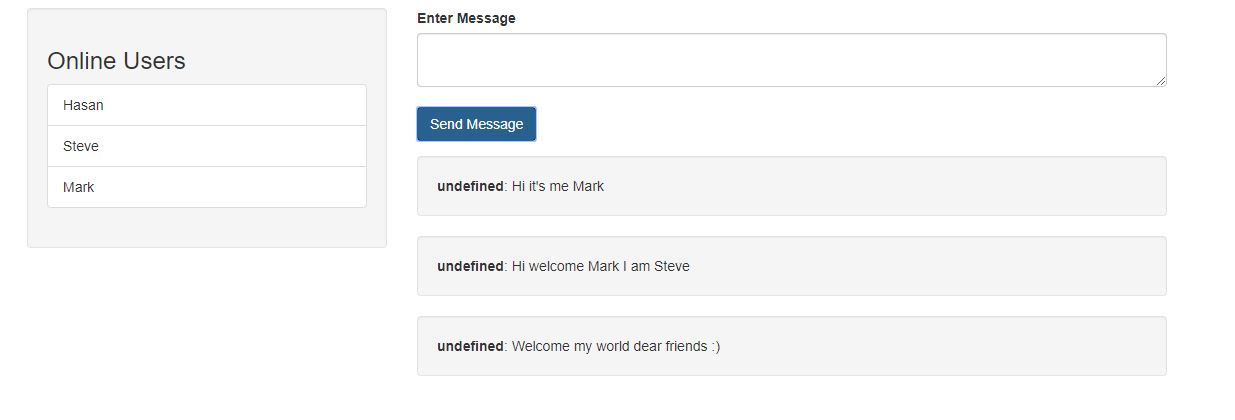 Online Users
Hasan
Steve
Mark
Enter Message
Send Message
undefined: Hi it's me Mark
undefined: Hi welcome Mark I am Steve
undefined: Welcome my world dear friends :)